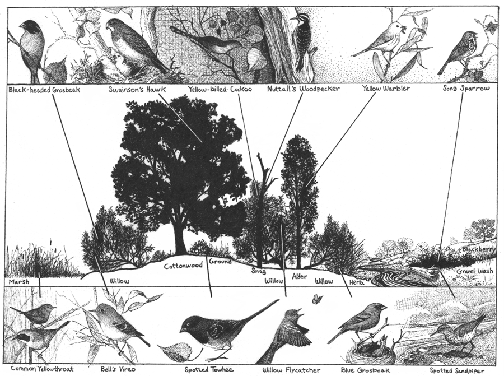 Black-headed Grosbeak Swainson's Hawk Yellow-billed Cuckoo Nuttall's Woodpecker Yellow Warbler Song Sparrow
Blackberry
Cottonwood Ground
Snag Alder Gravel Wash
Marsh Willow Willow Willow Herb
Common Yellowthroat Bell's Vireo Spotted Towhee Willow Flycatcher Blue Grosbeak Spotted Sandpiper